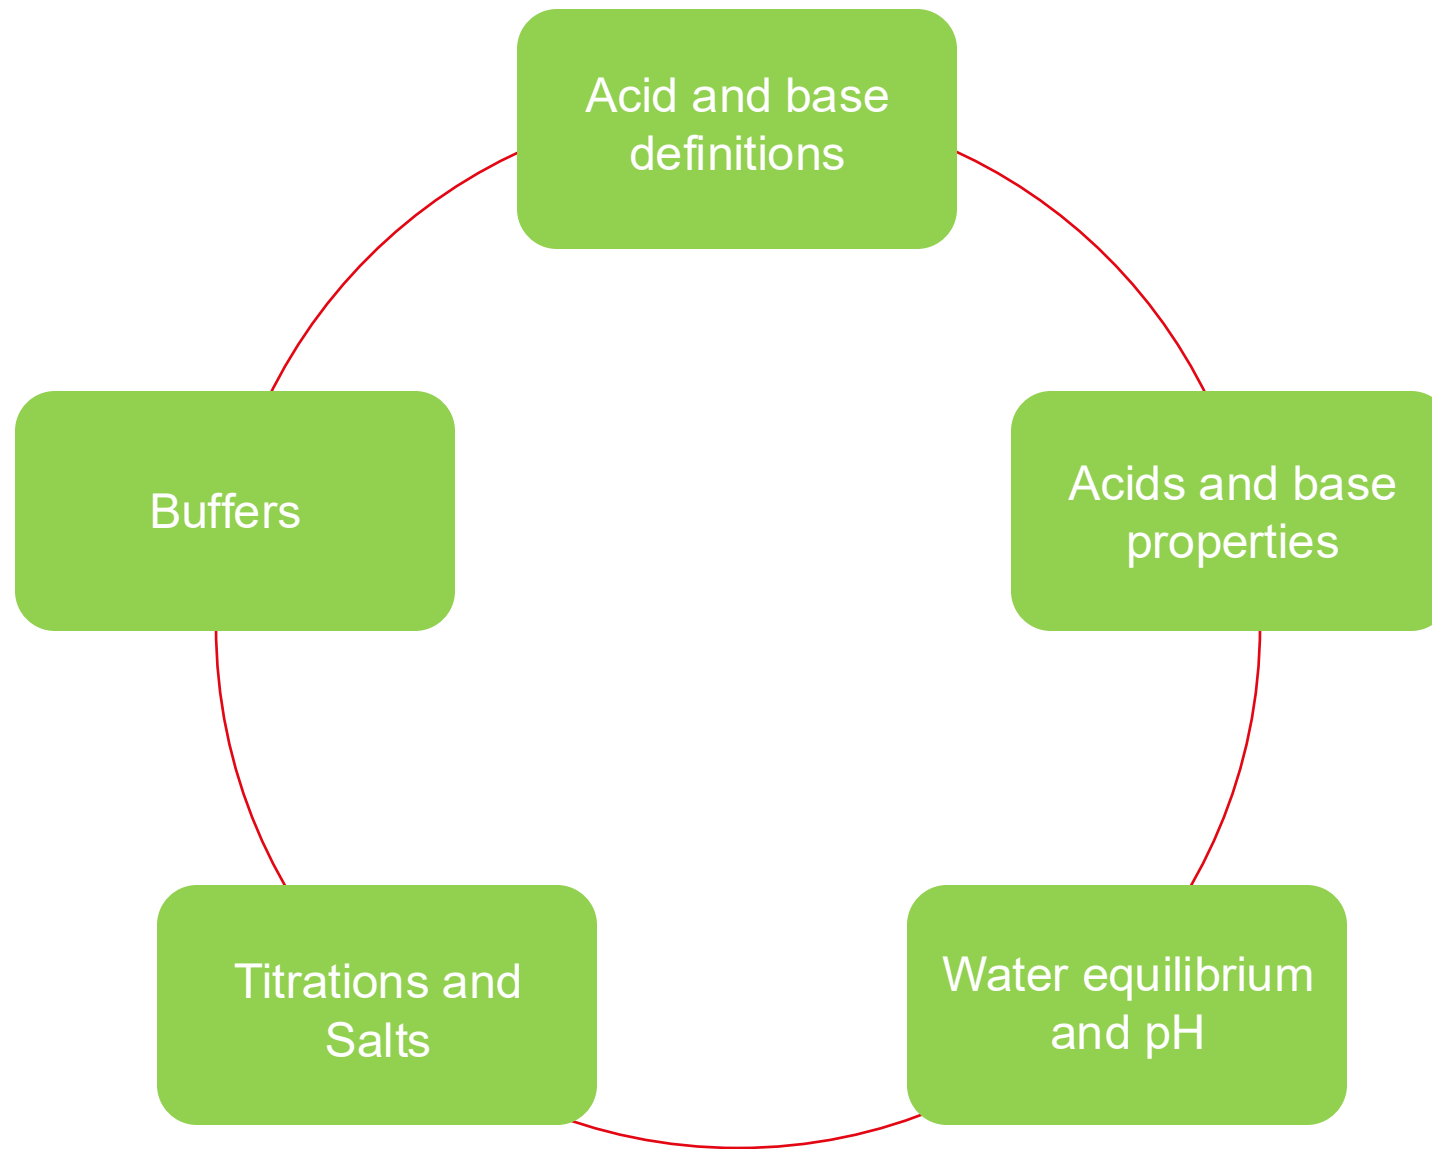 Acid and base
definitions
Acids and base
properties
Water equilibrium
and pH
Titrations and
Salts
Buffers